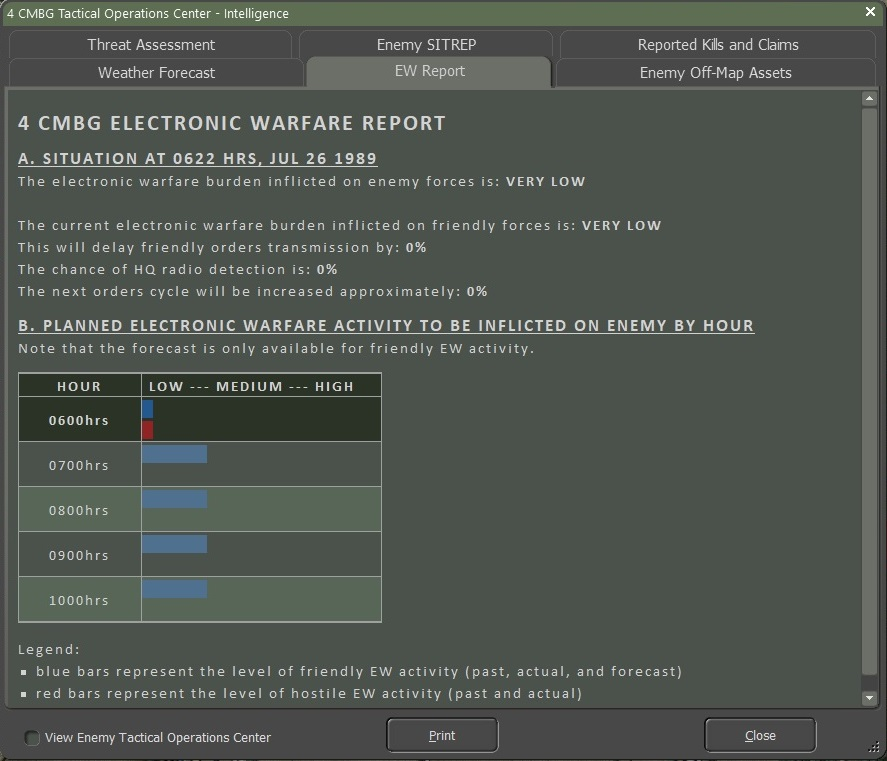 4 CMBG Tactical Operations Center - Intelligence
Threat Assessment
Enemy SITREP
Reported Kills and Claims
Weather Forecast
EW Report
Enemy Off-Map Assets
4 CMBG ELECTRONIC WARFARE REPORT
A. SITUATION AT 0622 HRS, JUL 26 1989
The electronic warfare burden inflicted on enemy forces is: VERY LOW
The current electronic warfare burden inflicted on friendly forces is: VERY LOW
This will delay friendly orders transmission by: 0%
The chance of HQ radio detection is: 0%
The next orders cycle will be increased approximately: 0%
B. PLANNED ELECTRONIC WARFARE ACTIVITY TO BE INFLICTED ON ENEMY BY HOUR
Note that the forecast is only available for friendly EW activity.
HOUR LOW --- MEDIUM --- HIGH
0600hrs
0700hrs
0800hrs
0900hrs
1000hrs
Legend:
▪ blue bars represent the level of friendly EW activity (past, actual, and forecast)
▪ red bars represent the level of hostile EW activity (past and actual)
View Enemy Tactical Operations Center
Print
Close